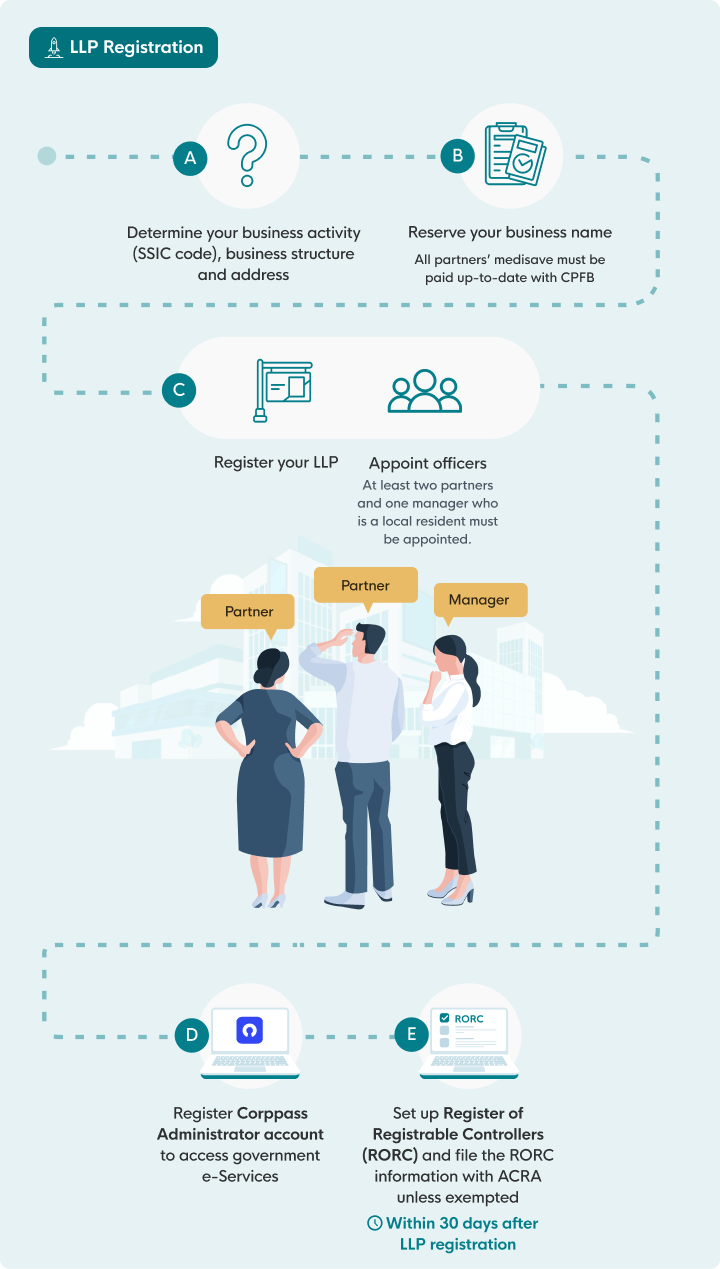 LLP Registration
A
B
Determine your business activity
(SSIC code), business structure
and address
Reserve your business name
All partners’ medisave must be
paid up-to-date with CPFB
C
Register your LLP
Appoint officers
At least two partners
and one manager who
is a local resident must
be appointed.
Partner
Partner
Manager
D
E
RORC
Register Corppass
Administrator account
to access government
e-Services
Set up Register of
Registrable Controllers
(RORC) and file the RORC
information with ACRA
unless exempted
Within 30 days after
LLP registration